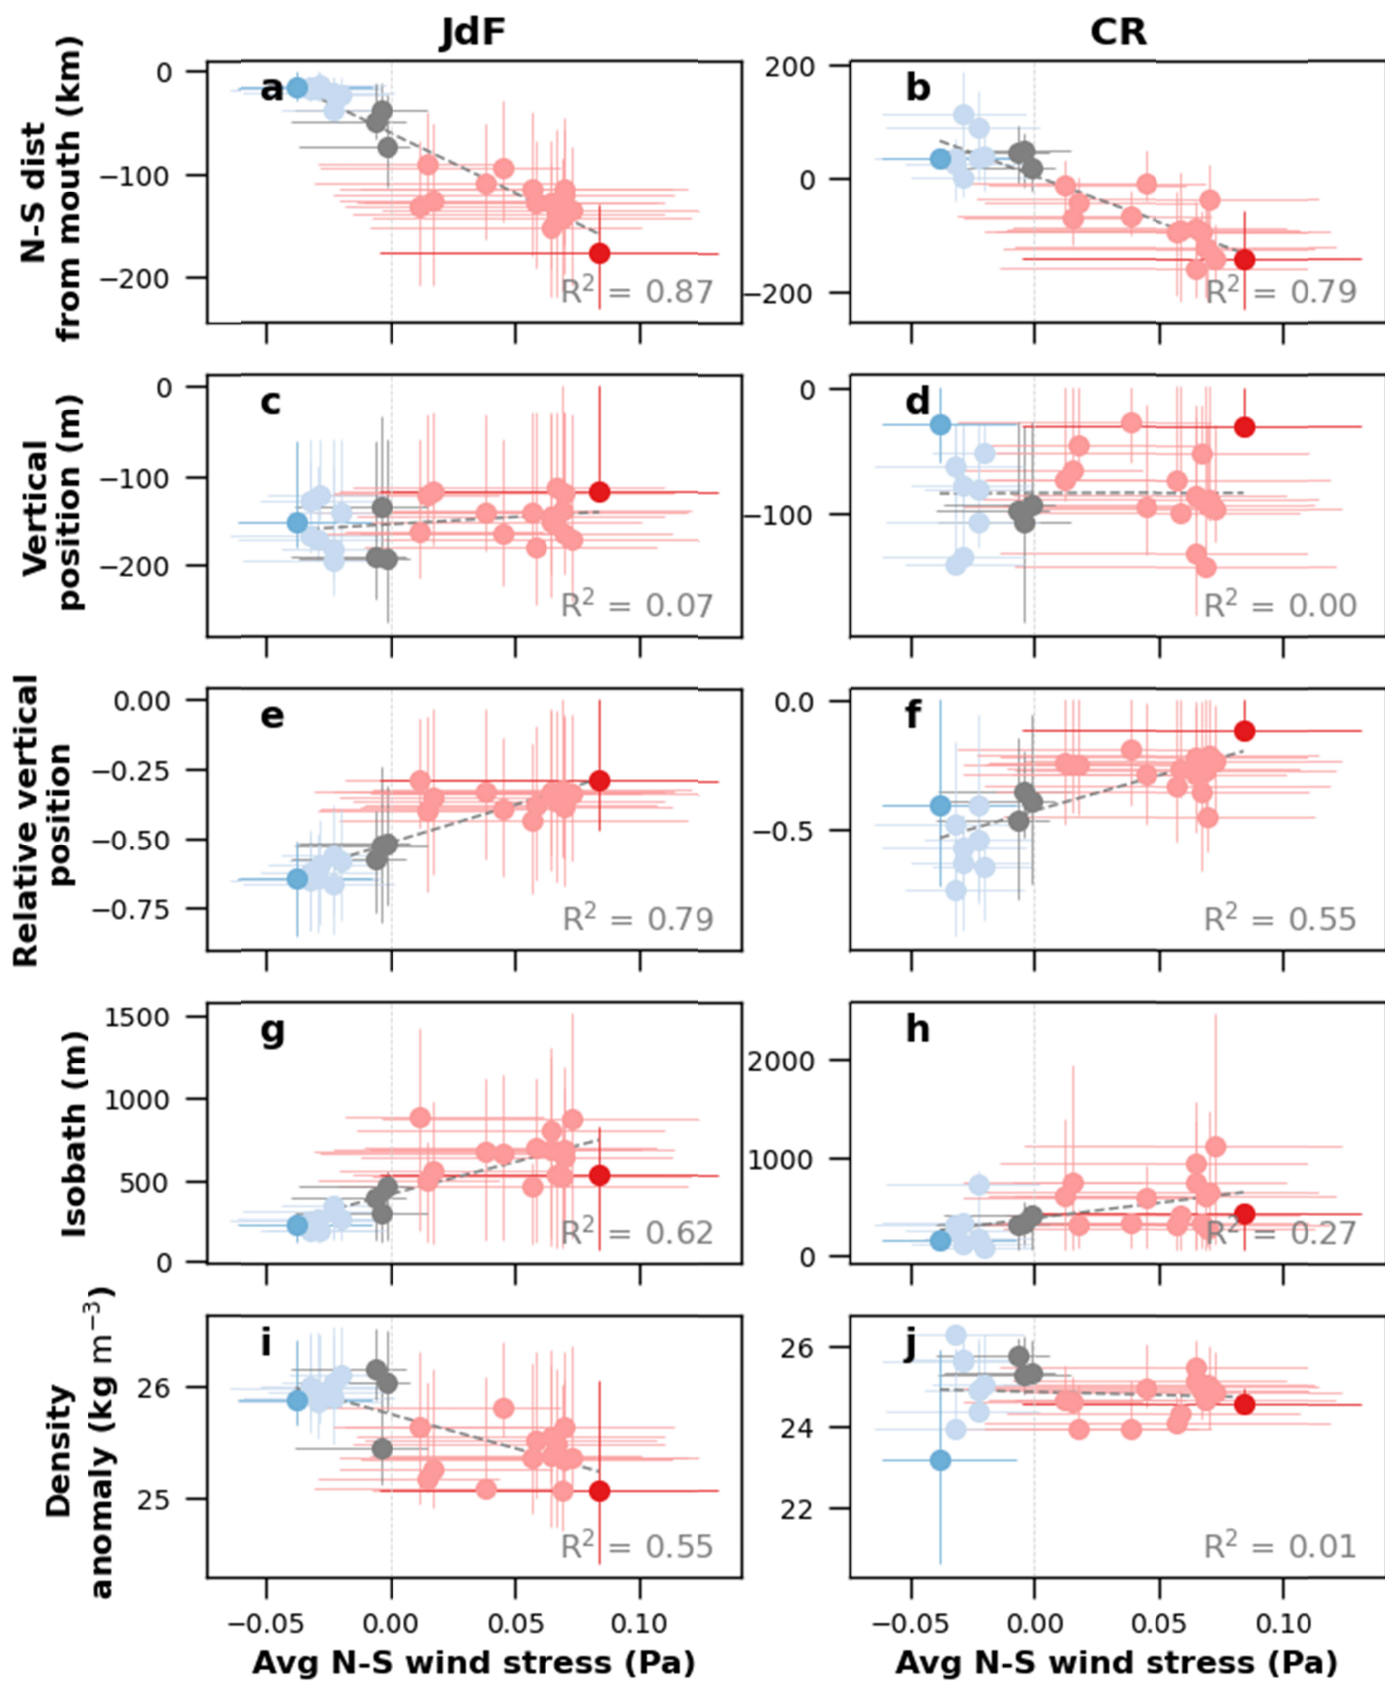 JdF
CR
N-S dist
from mouth (km)
a
0
−100
−200
R² = 0.87
b
200
0
−200
R² = 0.79
Vertical
position (m)
c
0
−100
−200
R² = 0.07
d
0
−100
R² = 0.00
Relative vertical
position
e
0.00
−0.25
−0.50
−0.75
R² = 0.79
f
0.0
−0.5
R² = 0.55
Isobath (m)
g
1500
1000
500
0
R² = 0.62
h
2000
1000
0
R² = 0.27
Density
anomaly (kg m⁻³)
i
26
25
R² = 0.55
j
26
24
22
R² = 0.01
−0.05 0.00 0.05 0.10
−0.05 0.00 0.05 0.10
Avg N-S wind stress (Pa)
Avg N-S wind stress (Pa)